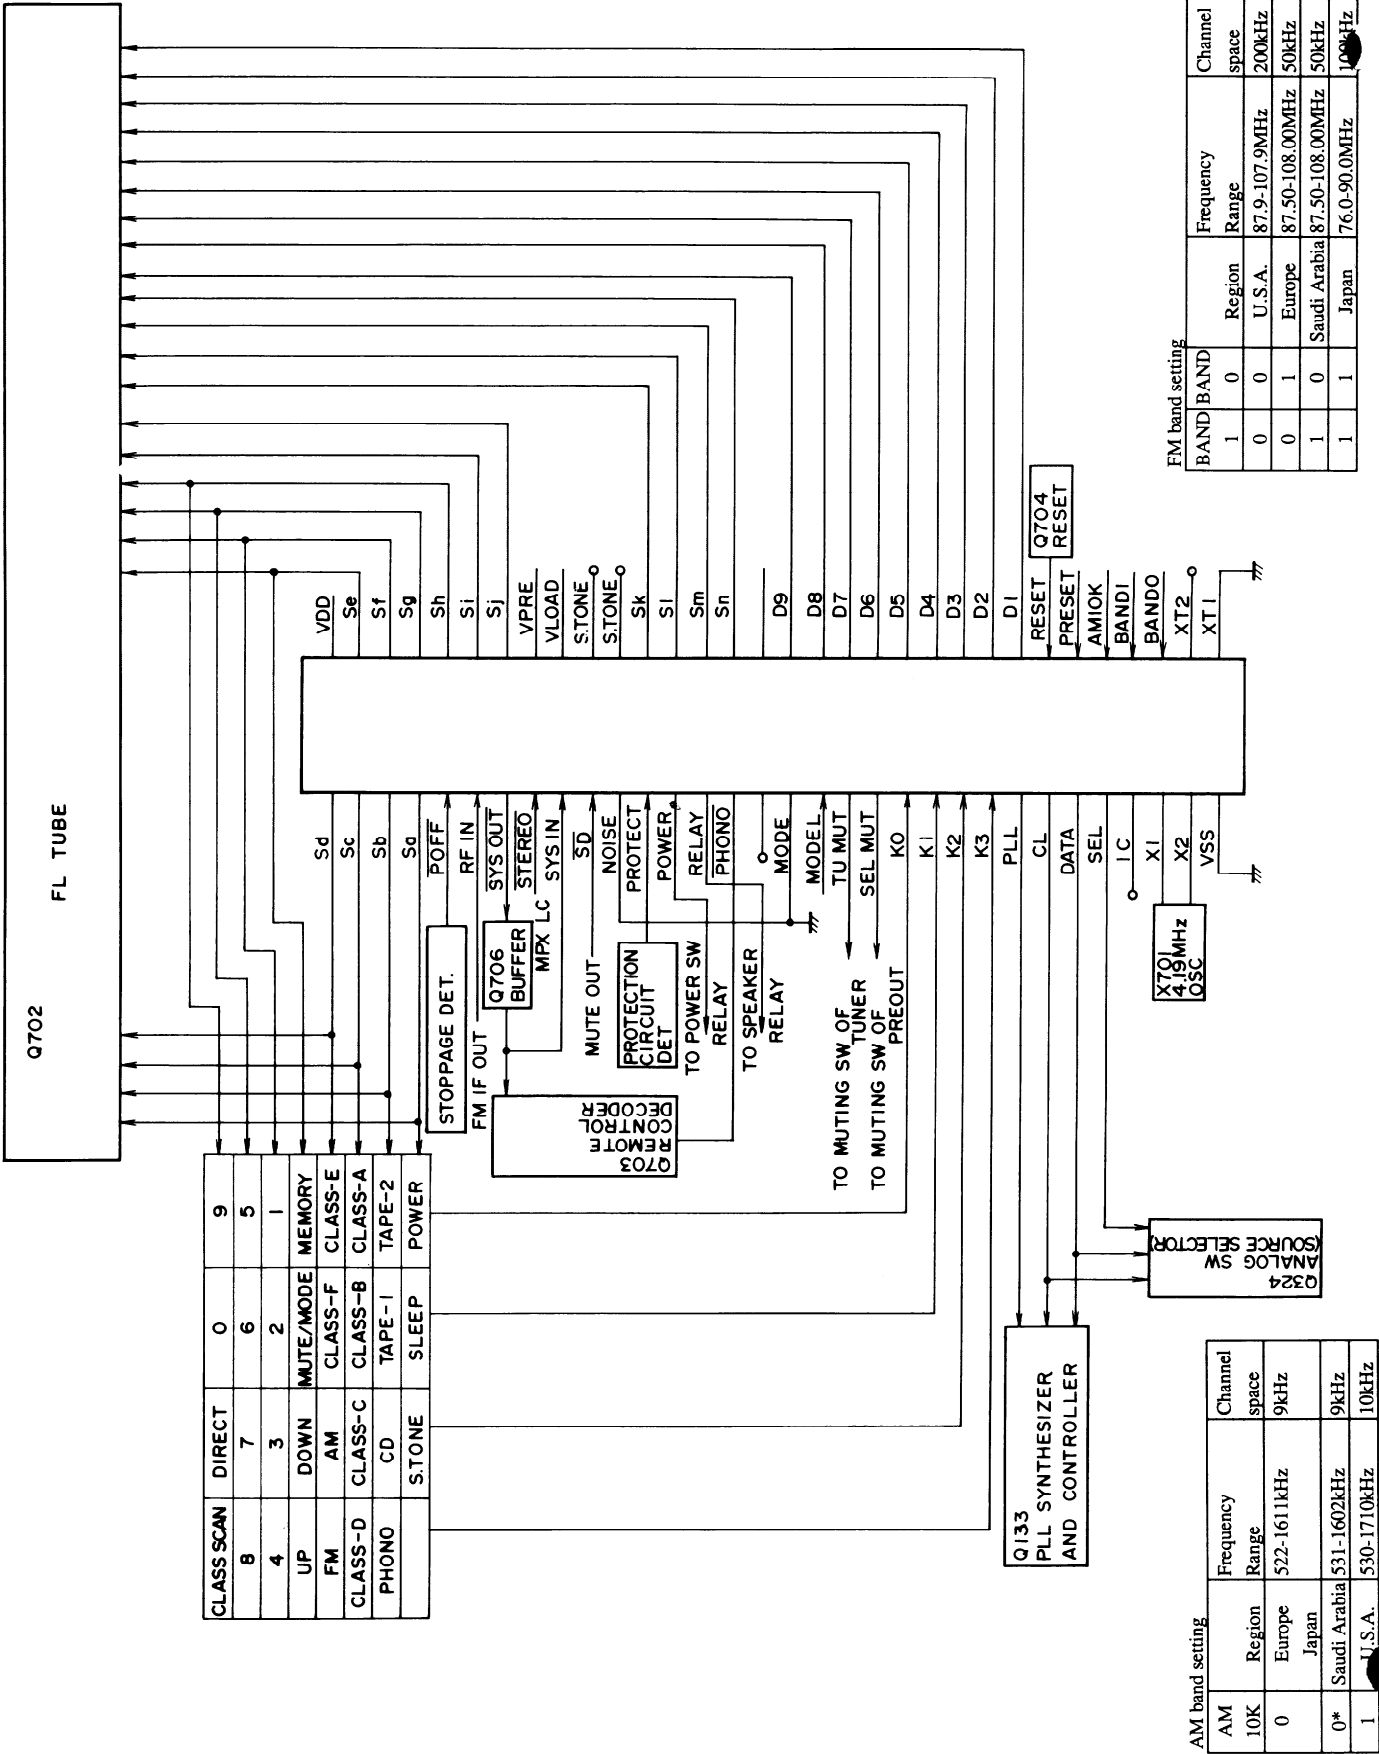 Q702
FL TUBE
CLASS SCAN DIRECT 0 9
8 7 6 5
4 3 2 1
UP DOWN MUTE/MODE MEMORY
FM AM CLASS-F CLASS-E
CLASS-D CLASS-C CLASS-B CLASS-A
PHONO CD TAPE-1 TAPE-2
S.TONE SLEEP POWER
Sd
Sc
Sb
Sa
POFF
RF IN
SYS OUT
STEREO
SYS IN
SD
NOISE
PROTECT
POWER
RELAY
PHONO
MODE
MODEL
TU MUT
SEL MUT
K0
K1
K2
K3
PLL
CL
DATA
SEL
IC
X1
X2
VSS
VDD
Se
Sf
Sg
Sh
Si
Sj
VPRE
VLOAD
S.TONE
S.TONE
Sk
Sl
Sm
Sn
D9
D8
D7
D6
D5
D4
D3
D2
D1
RESET
PRESET
AM10K
BAND1
BAND0
XT2
XT1
STOPPAGE DET.
FM IF OUT
Q706
BUFFER
MPX LC
Q703
REMOTE
CONTROL
DECODER
MUTE OUT
PROTECTION
CIRCUIT
DET
TO POWER SW
RELAY
TO SPEAKER
RELAY
TO MUTING SW OF
TUNER
TO MUTING SW OF
PREOUT
Q704
RESET
X701
4.19MHz
OSC
Q324
ANALOG SW
(SOURCE SELECTOR)
Q133
PLL SYNTHESIZER
AND CONTROLLER
AM band setting
AM Frequency Channel
10K Region Range space
0 Europe 522-1611kHz 9kHz
Japan
0* Saudi Arabia 531-1602kHz 9kHz
1 U.S.A. 530-1710kHz 10kHz
FM band setting
BAND BAND Frequency Channel
1 0 Region Range space
0 0 U.S.A. 87.9-107.9MHz 200kHz
0 1 Europe 87.50-108.00MHz 50kHz
1 0 Saudi Arabia 87.50-108.00MHz 50kHz
1 1 Japan 76.0-90.0MHz 100kHz